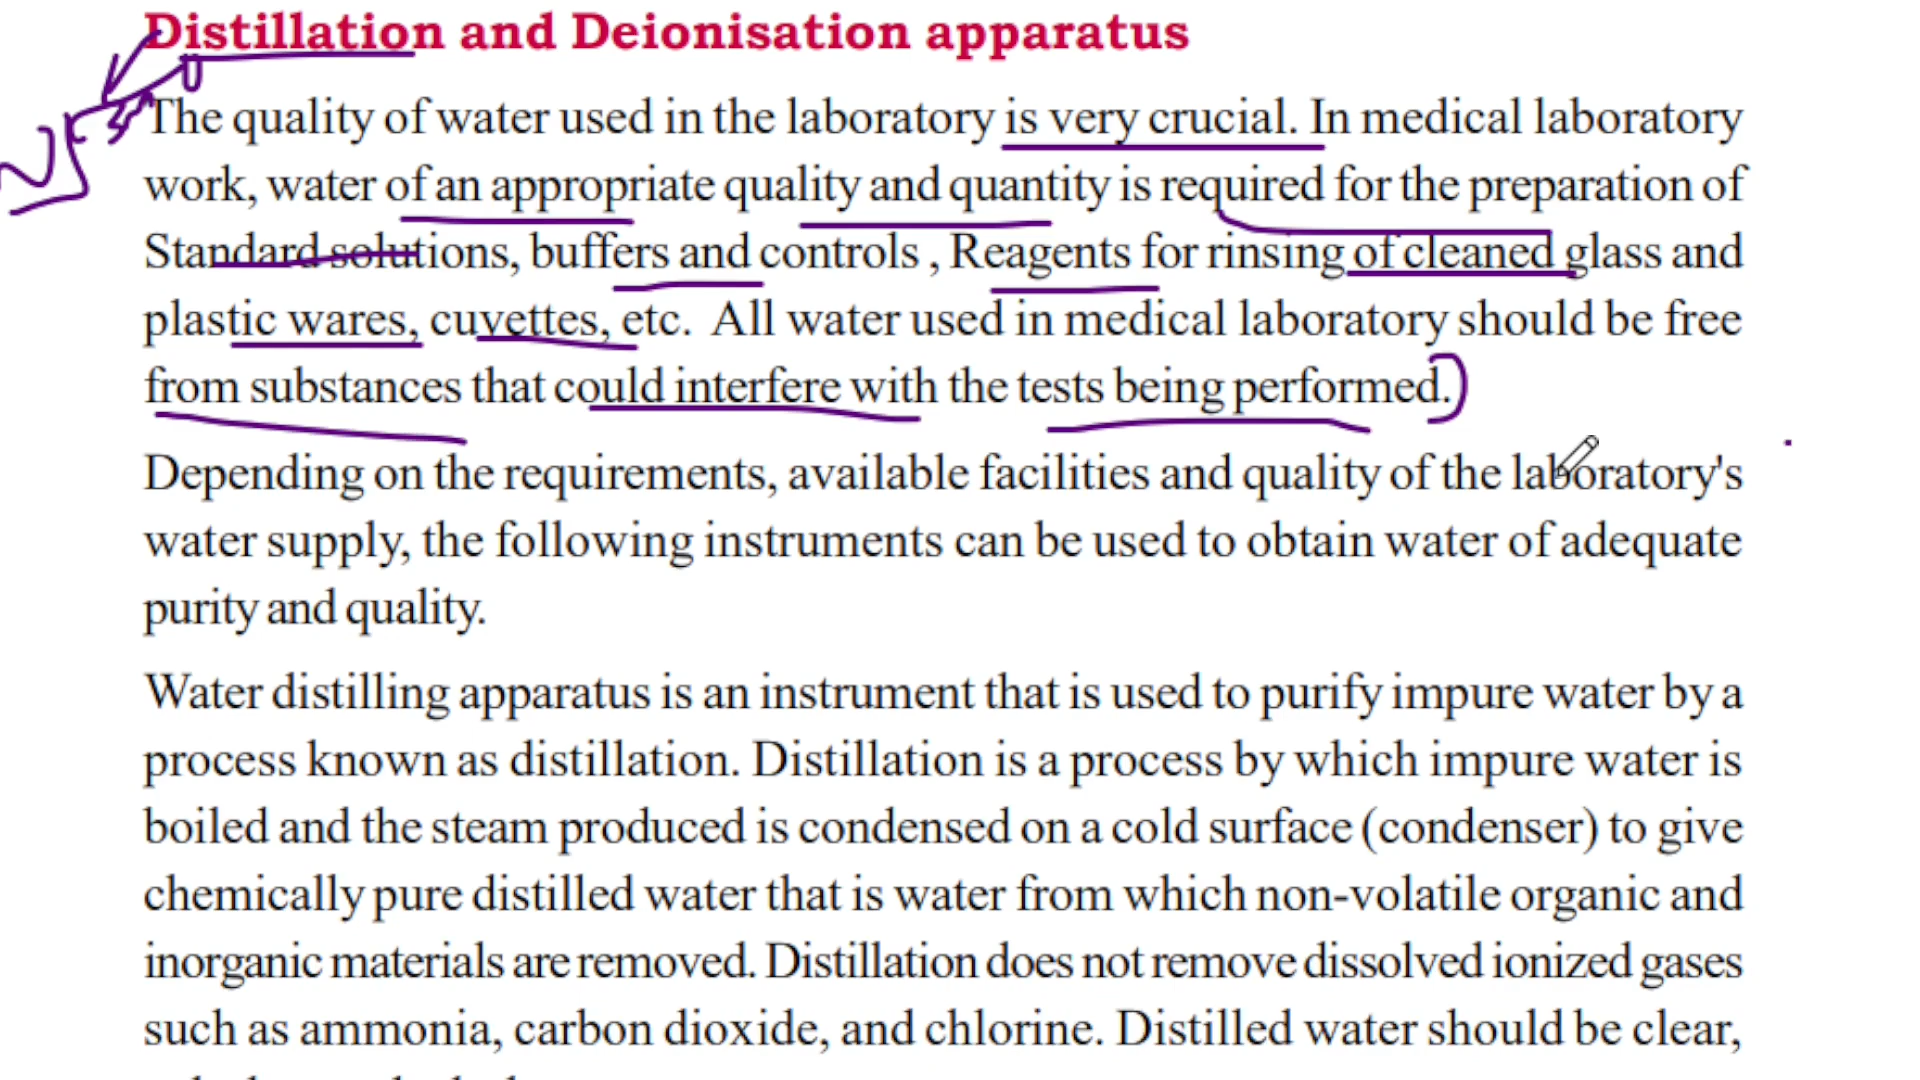 Distillation and Deionisation apparatus
The quality of water used in the laboratory is very crucial. In medical laboratory
work, water of an appropriate quality and quantity is required for the preparation of
Standard solutions, buffers and controls , Reagents for rinsing of cleaned glass and
plastic wares, cuvettes, etc. All water used in medical laboratory should be free
from substances that could interfere with the tests being performed.
Depending on the requirements, available facilities and quality of the laboratory's
water supply, the following instruments can be used to obtain water of adequate
purity and quality.
Water distilling apparatus is an instrument that is used to purify impure water by a
process known as distillation. Distillation is a process by which impure water is
boiled and the steam produced is condensed on a cold surface (condenser) to give
chemically pure distilled water that is water from which non-volatile organic and
inorganic materials are removed. Distillation does not remove dissolved ionized gases
such as ammonia, carbon dioxide, and chlorine. Distilled water should be clear,